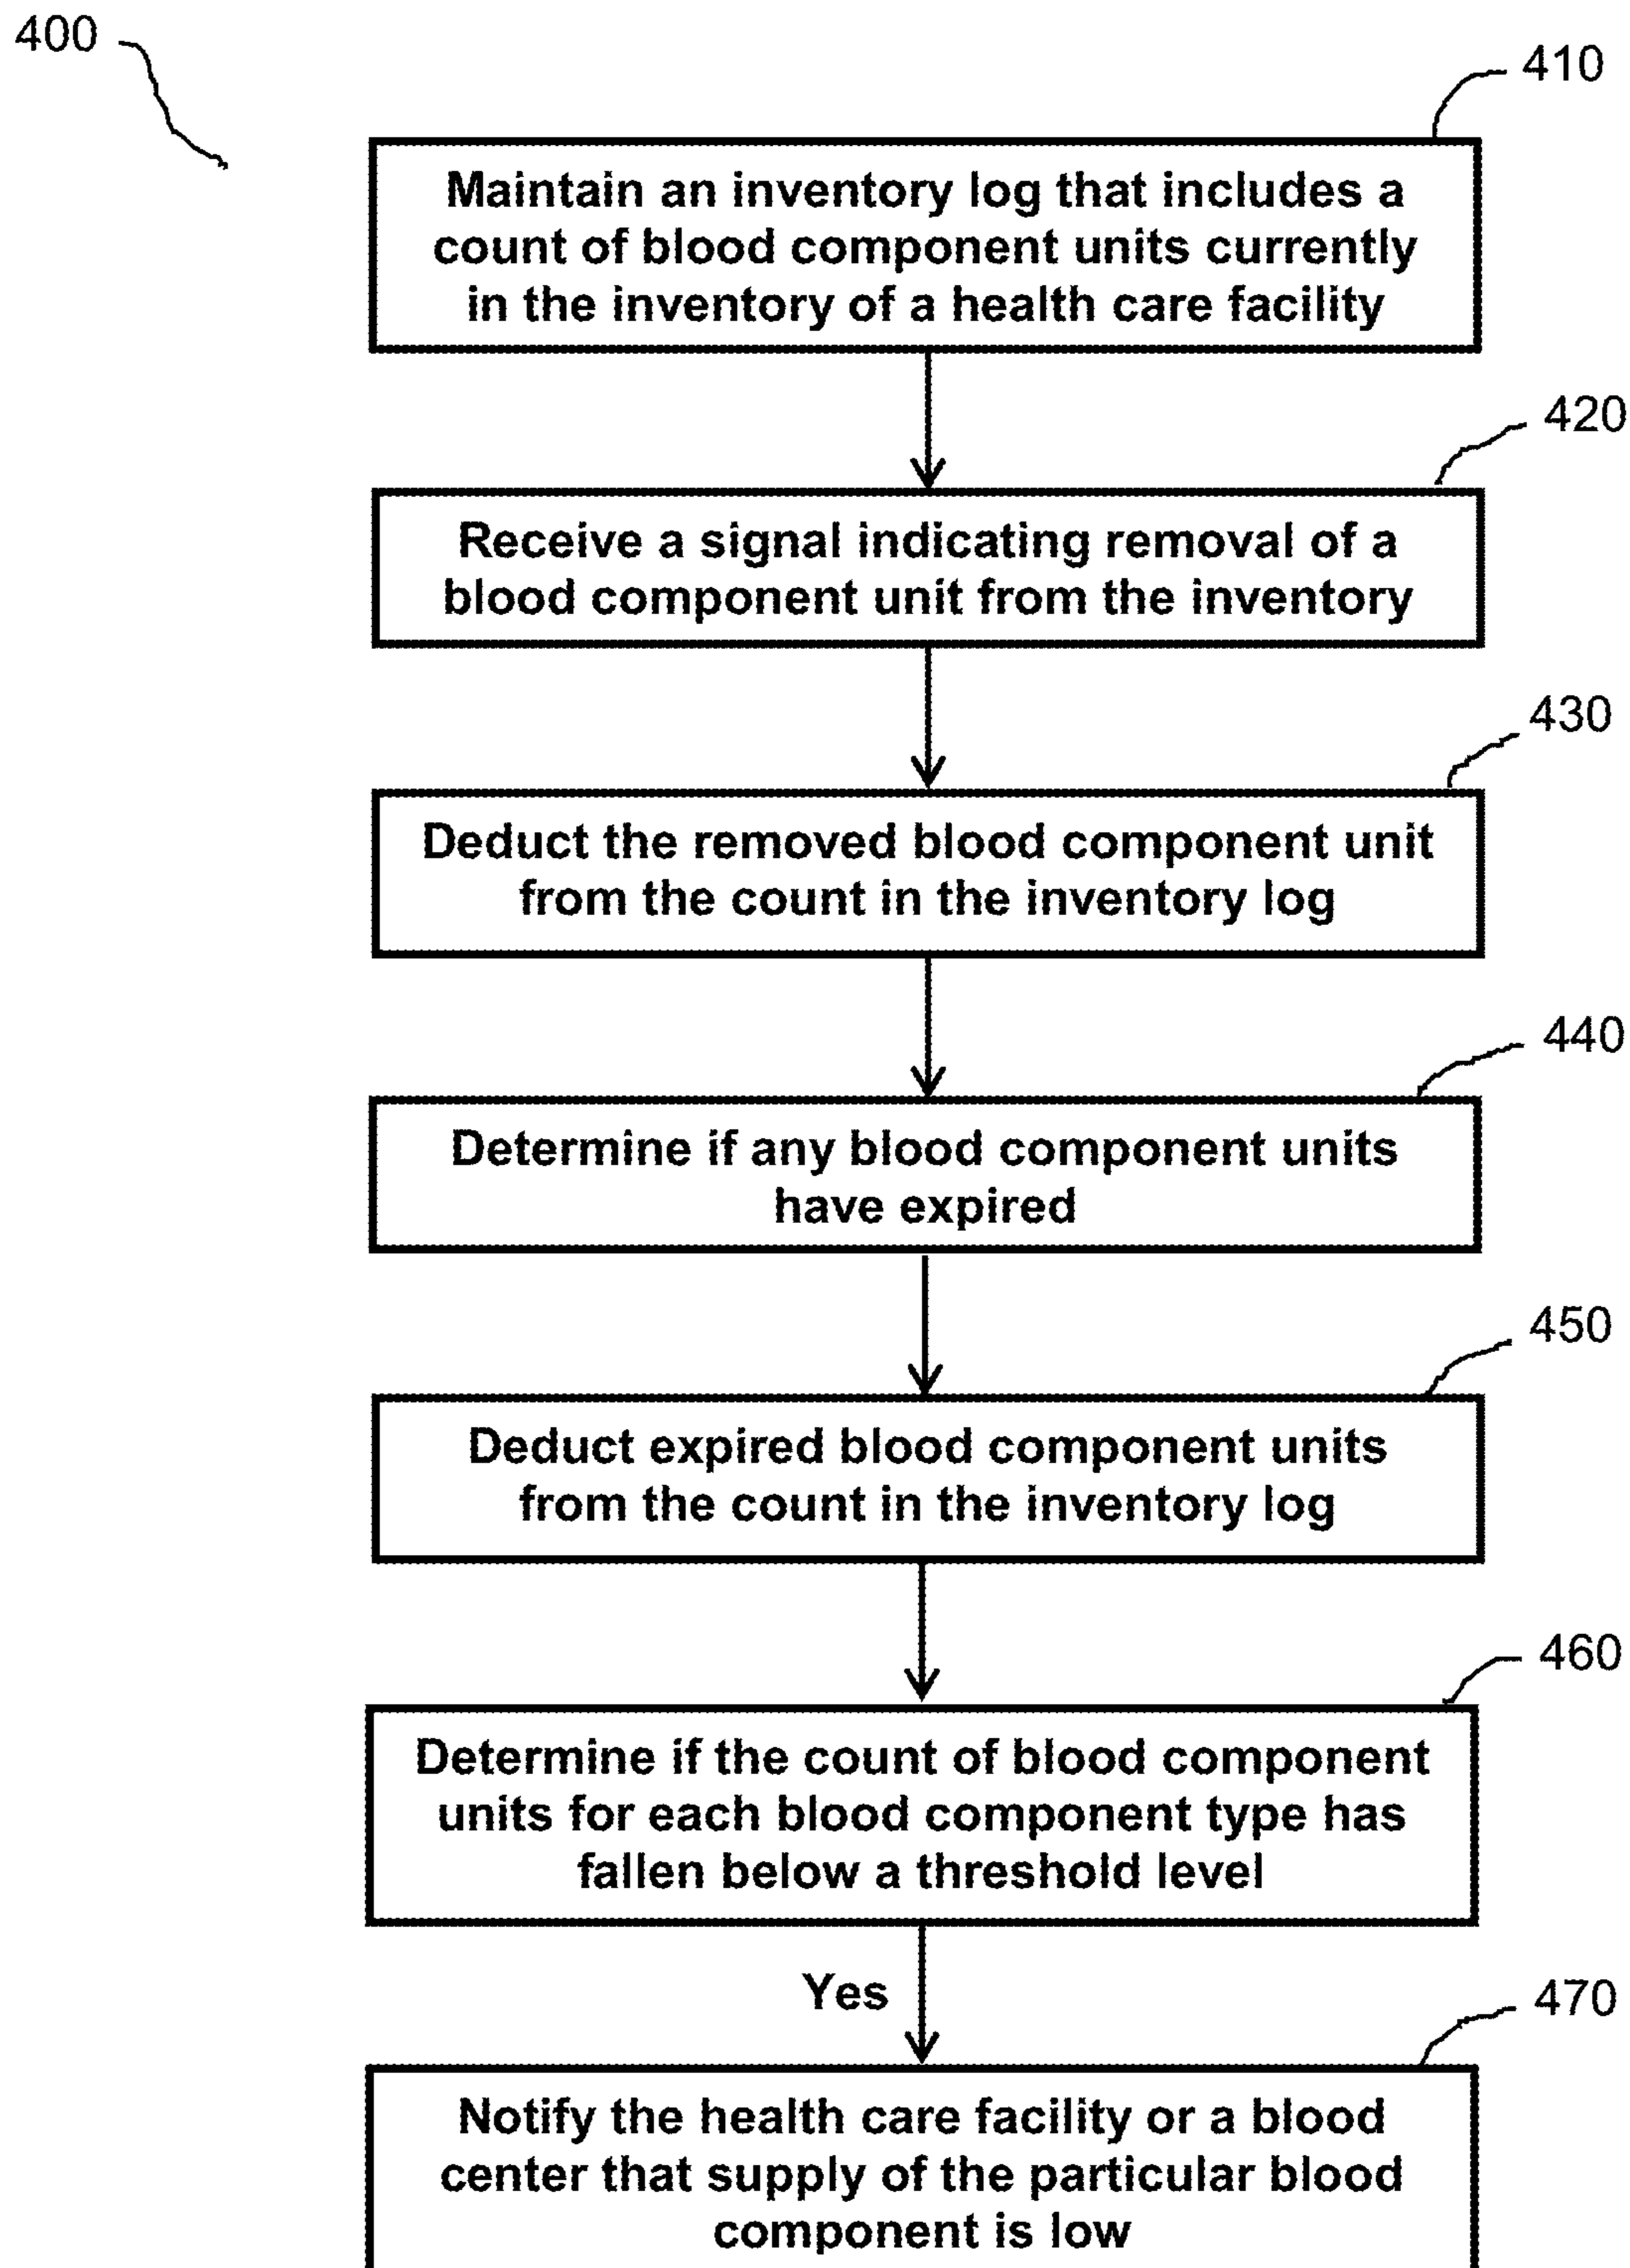 400
410
Maintain an inventory log that includes a
count of blood component units currently
in the inventory of a health care facility
420
Receive a signal indicating removal of a
blood component unit from the inventory
430
Deduct the removed blood component unit
from the count in the inventory log
440
Determine if any blood component units
have expired
450
Deduct expired blood component units
from the count in the inventory log
460
Determine if the count of blood component
units for each blood component type has
fallen below a threshold level
Yes
470
Notify the health care facility or a blood
center that supply of the particular blood
component is low